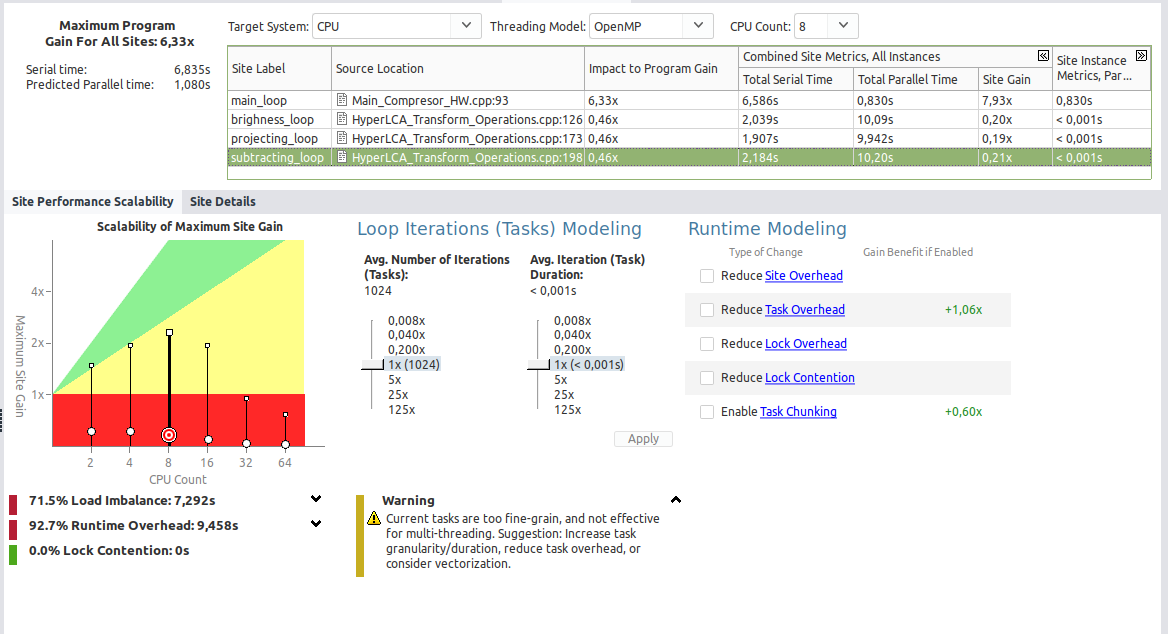 Maximum Program
Gain For All Sites: 6,33x
Serial time: 6,835s
Predicted Parallel time: 1,080s
Target System: CPU Threading Model: OpenMP CPU Count: 8
Site Label Source Location Impact to Program Gain Combined Site Metrics, All Instances Site Instance Metrics, Par...
Total Serial Time Total Parallel Time Site Gain
main_loop Main_Compresor_HW.cpp:93 6,33x 6,586s 0,830s 7,93x 0,830s
brighness_loop HyperLCA_Transform_Operations.cpp:126 0,46x 2,039s 10,09s 0,20x < 0,001s
projecting_loop HyperLCA_Transform_Operations.cpp:173 0,46x 1,907s 9,942s 0,19x < 0,001s
subtracting_loop HyperLCA_Transform_Operations.cpp:198 0,46x 2,184s 10,20s 0,21x < 0,001s
Site Performance Scalability Site Details
Scalability of Maximum Site Gain
Maximum Site Gain
4x
2x
1x
2 4 8 16 32 64
CPU Count
71.5% Load Imbalance: 7,292s
92.7% Runtime Overhead: 9,458s
0.0% Lock Contention: 0s
Loop Iterations (Tasks) Modeling
Avg. Number of Iterations
(Tasks):
1024
0,008x
0,040x
0,200x
1x (1024)
5x
25x
125x
Avg. Iteration (Task)
Duration:
< 0,001s
0,008x
0,040x
0,200x
1x (< 0,001s)
5x
25x
125x
Apply
Warning
Current tasks are too fine-grain, and not effective
for multi-threading. Suggestion: Increase task
granularity/duration, reduce task overhead, or
consider vectorization.
Runtime Modeling
Type of Change Gain Benefit if Enabled
Reduce Site Overhead
Reduce Task Overhead +1,06x
Reduce Lock Overhead
Reduce Lock Contention
Enable Task Chunking +0,60x